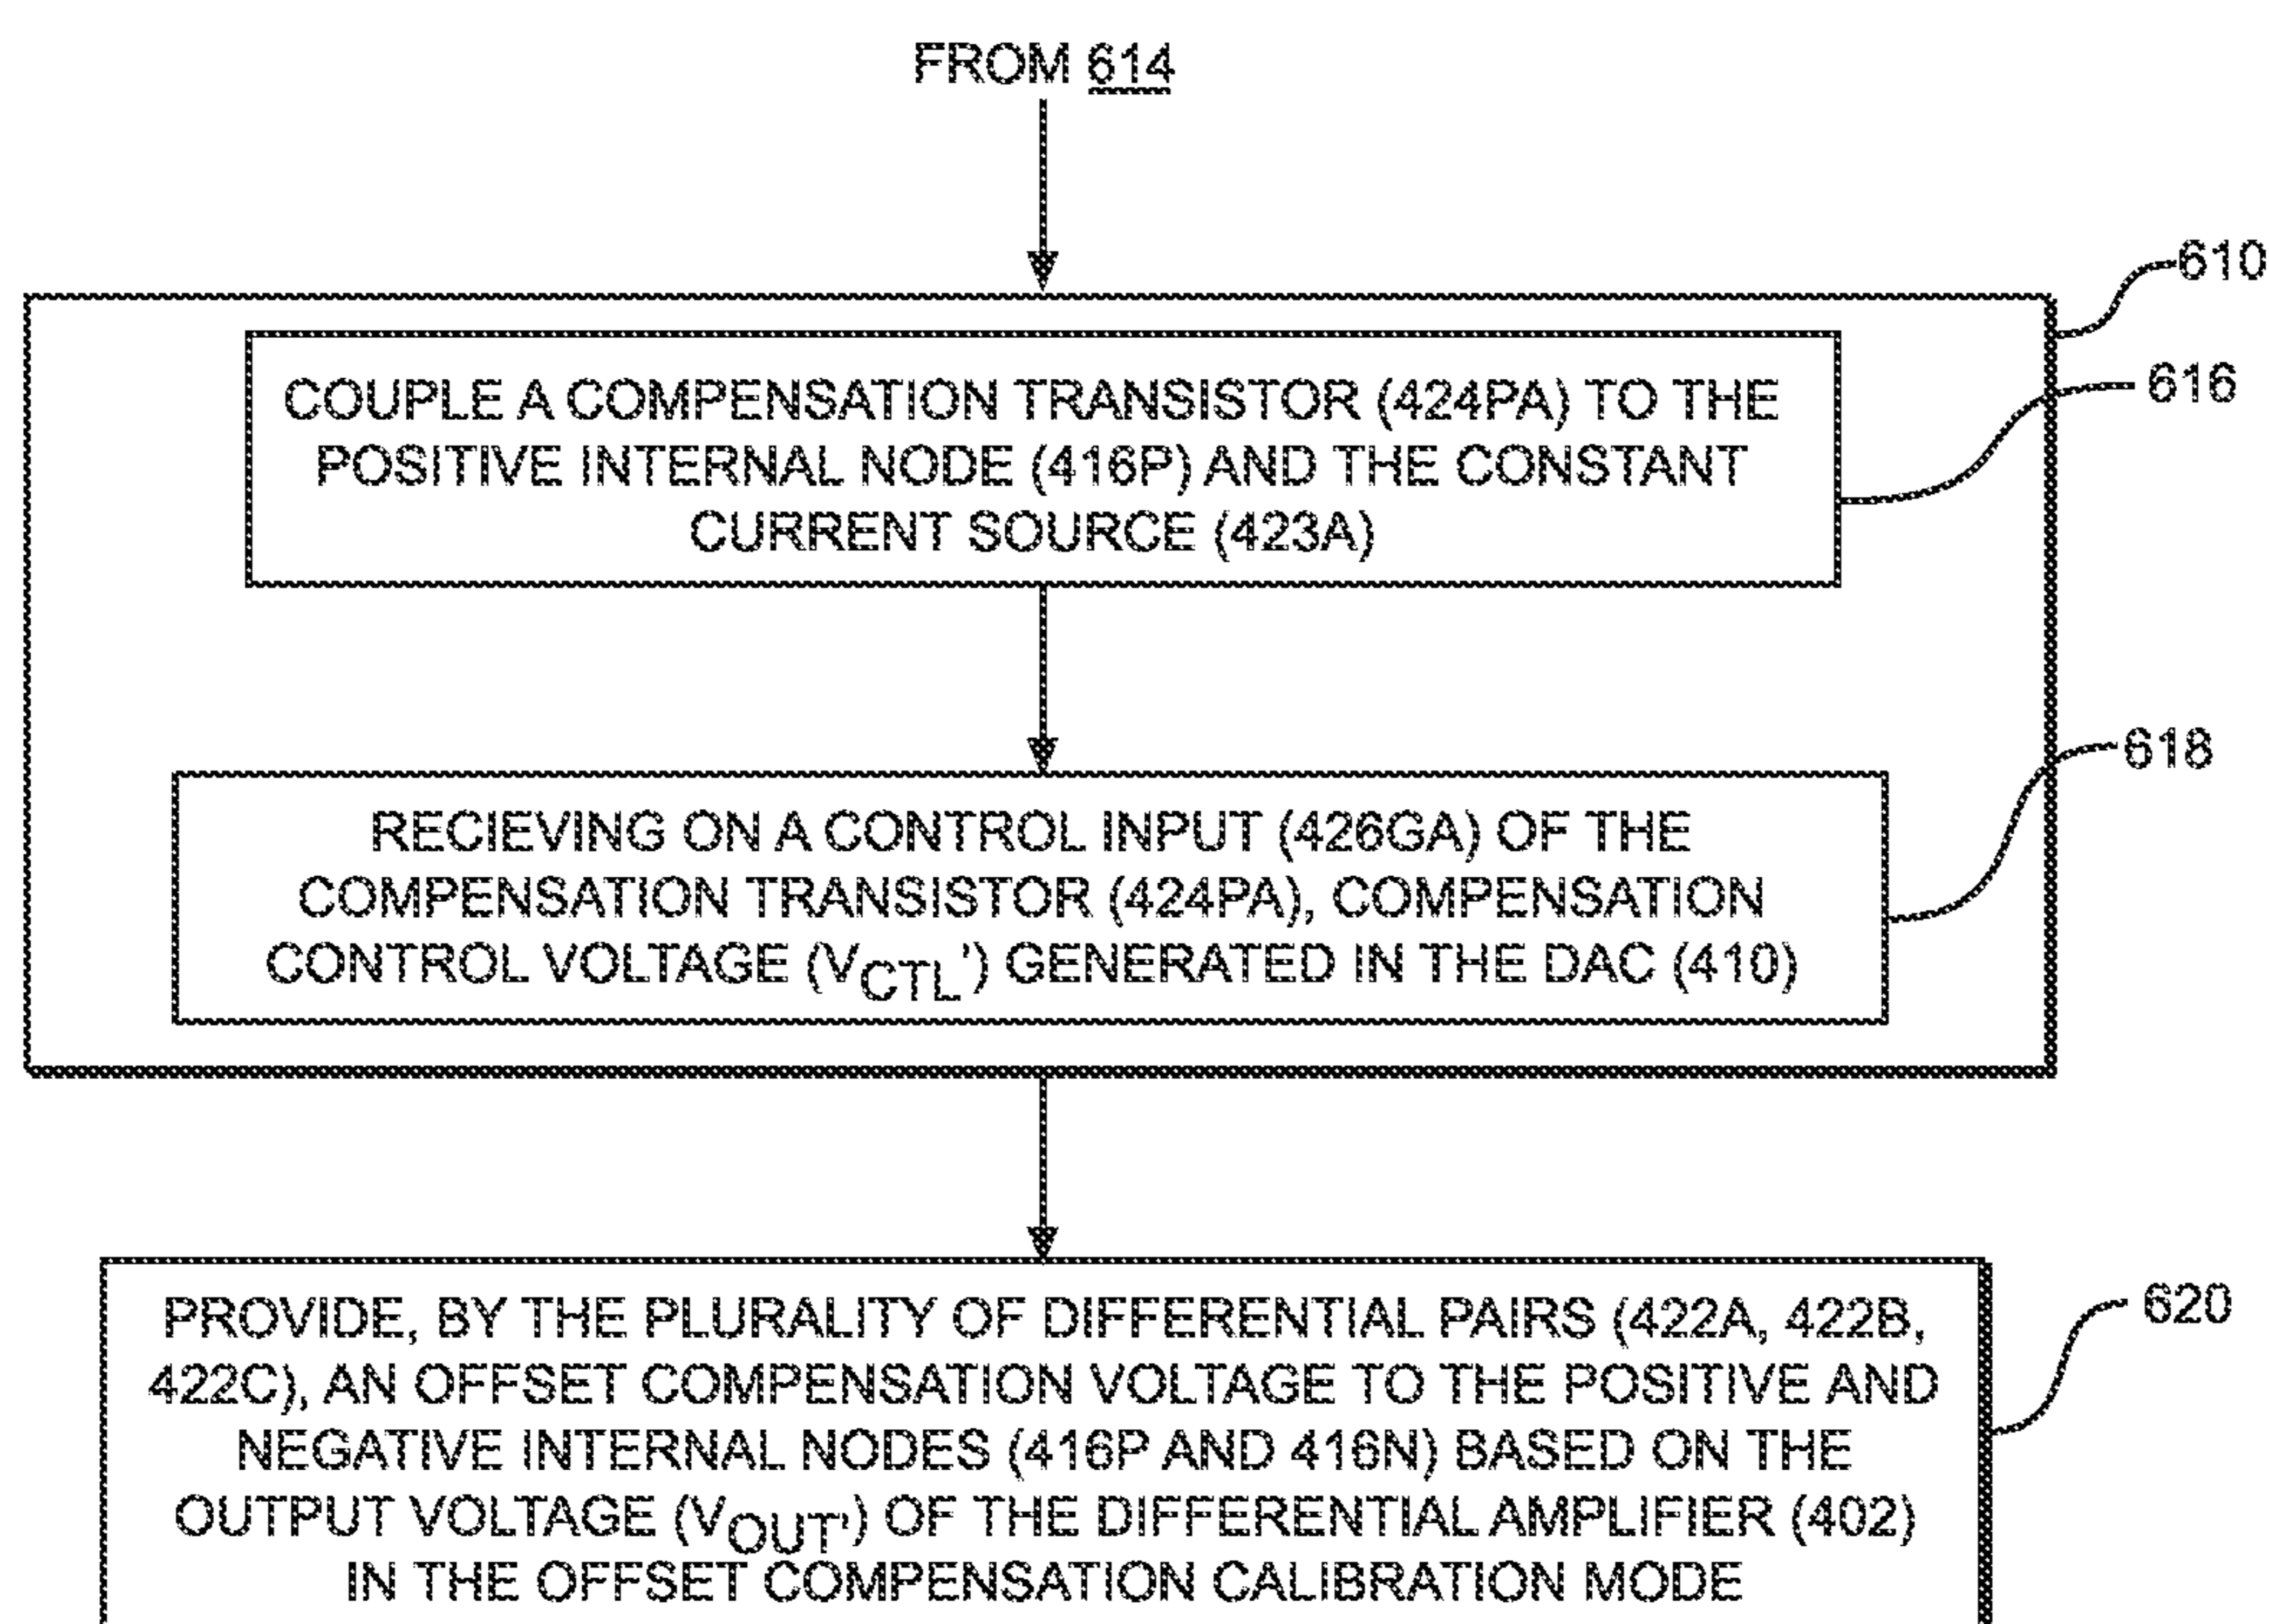 FROM 614
610
COUPLE A COMPENSATION TRANSISTOR (424PA) TO THE
POSITIVE INTERNAL NODE (416P) AND THE CONSTANT
CURRENT SOURCE (423A)
616
RECIEVING ON A CONTROL INPUT (426GA) OF THE
COMPENSATION TRANSISTOR (424PA), COMPENSATION
CONTROL VOLTAGE (VCTL') GENERATED IN THE DAC (410)
618
PROVIDE, BY THE PLURALITY OF DIFFERENTIAL PAIRS (422A, 422B,
422C), AN OFFSET COMPENSATION VOLTAGE TO THE POSITIVE AND
NEGATIVE INTERNAL NODES (416P AND 416N) BASED ON THE
OUTPUT VOLTAGE (VOUT') OF THE DIFFERENTIAL AMPLIFIER (402)
IN THE OFFSET COMPENSATION CALIBRATION MODE
620